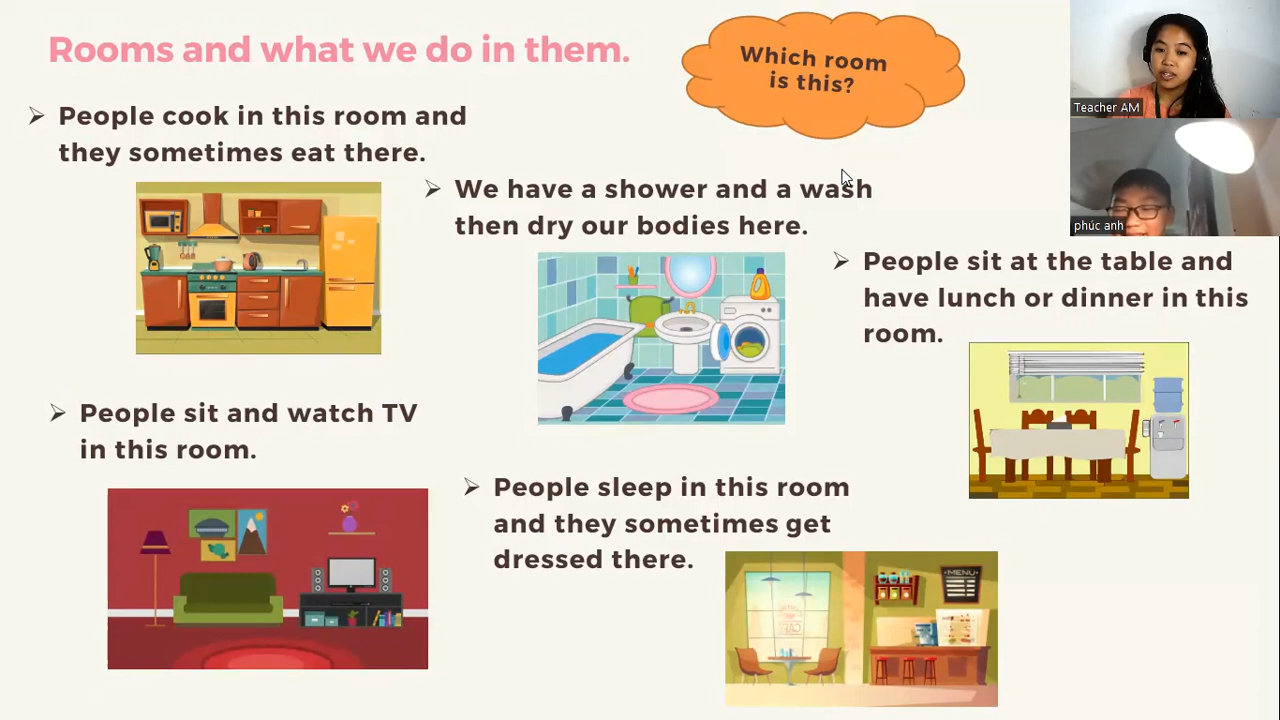 Rooms and what we do in them.
Which room
is this?
Teacher AM
➢ People cook in this room and
they sometimes eat there.
➢ We have a shower and a wash
then dry our bodies here.
phúc anh
➢ People sit at the table and
have lunch or dinner in this
room.
➢ People sit and watch TV
in this room.
➢ People sleep in this room
and they sometimes get
dressed there.
MENU